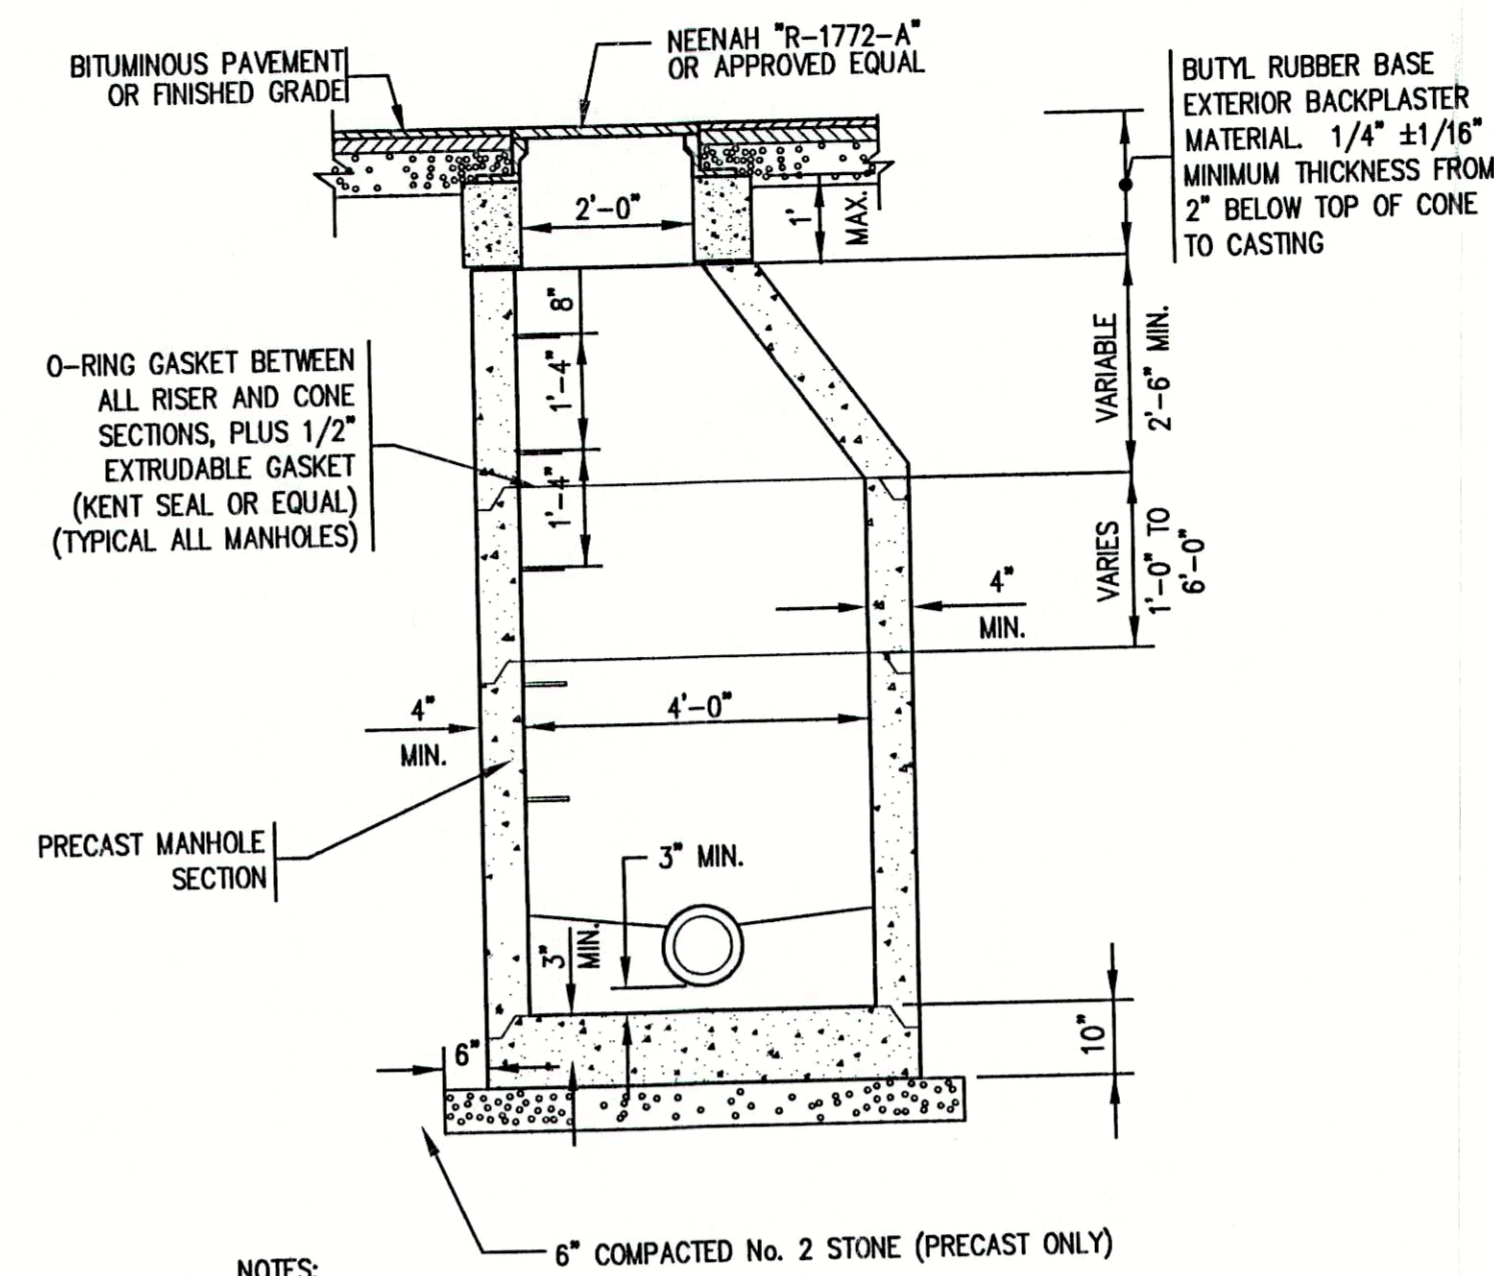 BITUMINOUS PAVEMENT
OR FINISHED GRADE
NEENAH "R-1772-A"
OR APPROVED EQUAL
BUTYL RUBBER BASE
EXTERIOR BACKPLASTER
MATERIAL. 1/4" ±1/16"
MINIMUM THICKNESS FROM
2" BELOW TOP OF CONE
TO CASTING
2'-0"
1'
MAX.
8"
1'-4"
1'-4"
VARIABLE
2'-6" MIN.
O-RING GASKET BETWEEN
ALL RISER AND CONE
SECTIONS, PLUS 1/2"
EXTRUDABLE GASKET
(KENT SEAL OR EQUAL)
(TYPICAL ALL MANHOLES)
VARIES
1'-0" TO
6'-0"
4"
MIN.
4"
MIN.
4'-0"
PRECAST MANHOLE
SECTION
3" MIN.
3"
MIN.
6"
10"
6" COMPACTED No. 2 STONE (PRECAST ONLY)
NOTES: